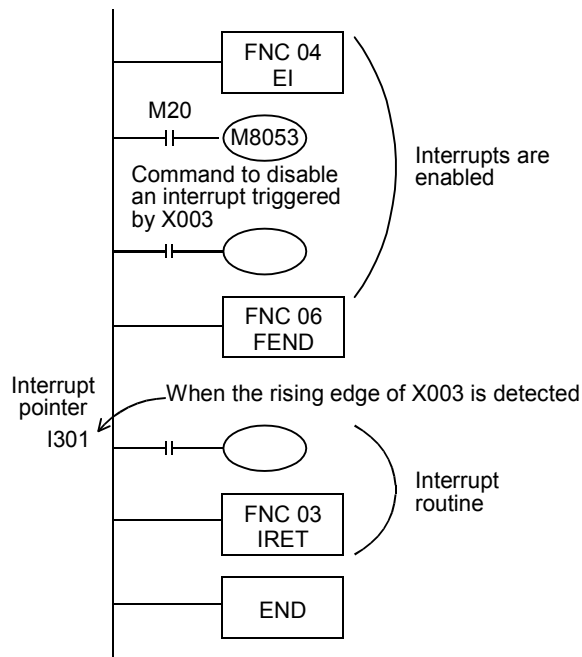 FNC 04
EI
M20
M8053
Interrupts are
enabled
Command to disable
an interrupt triggered
by X003
FNC 06
FEND
Interrupt
pointer
I301
When the rising edge of X003 is detected
Interrupt
routine
FNC 03
IRET
END